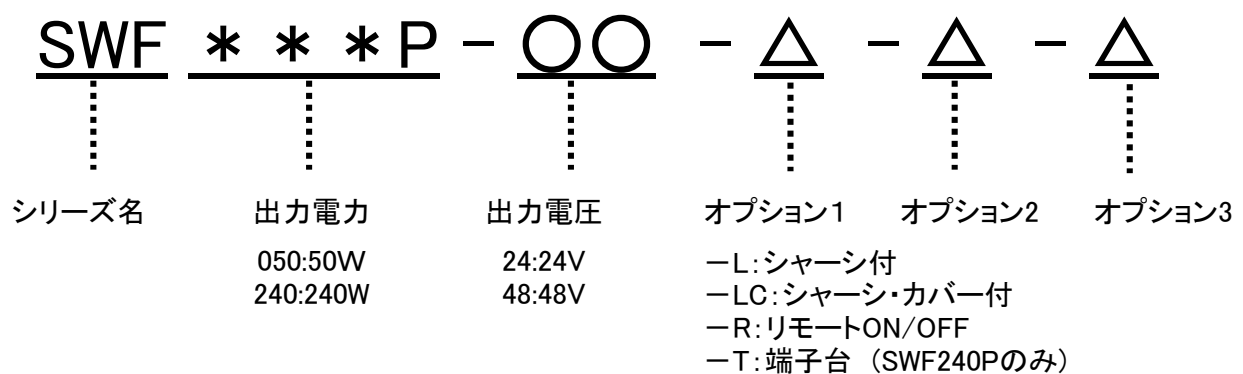 SWF ＊＊＊P － ○○ － △ － △ － △
シリーズ名 出力電力 出力電圧 オプション1 オプション2 オプション3
050:50W 24:24V －L:シャーシ付
240:240W 48:48V －LC:シャーシ・カバー付
－R:リモートON/OFF
－T:端子台 (SWF240Pのみ)